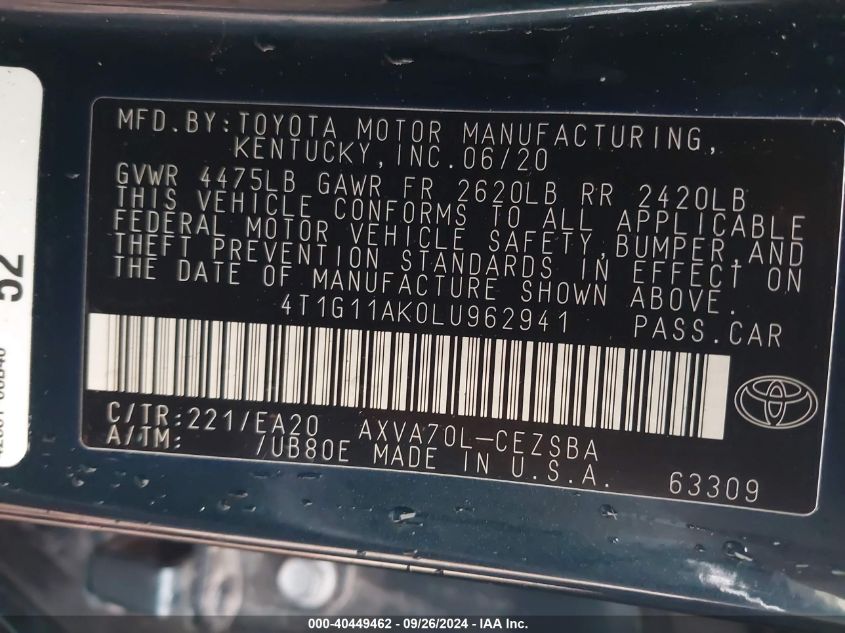 MFD.BY:TOYOTA MOTOR MANUFACTURING,
KENTUCKY,INC.06/20
GVWR 4475LB GAWR FR 2620LB RR 2420LB
THIS VEHICLE CONFORMS TO ALL APPLICABLE
FEDERAL MOTOR VEHICLE SAFETY,BUMPER,AND
THEFT PREVENTION STANDARDS IN EFFECT ON
THE DATE OF MANUFACTURE SHOWN ABOVE.
4T1G11AK0LU962941 PASS.CAR
C/TR:221/EA20 AXVA70L-CEZSBA
A/TM: /UB80E MADE IN U.S.A.
63309
52
000-40449462 - 09/26/2024 - IAA Inc.